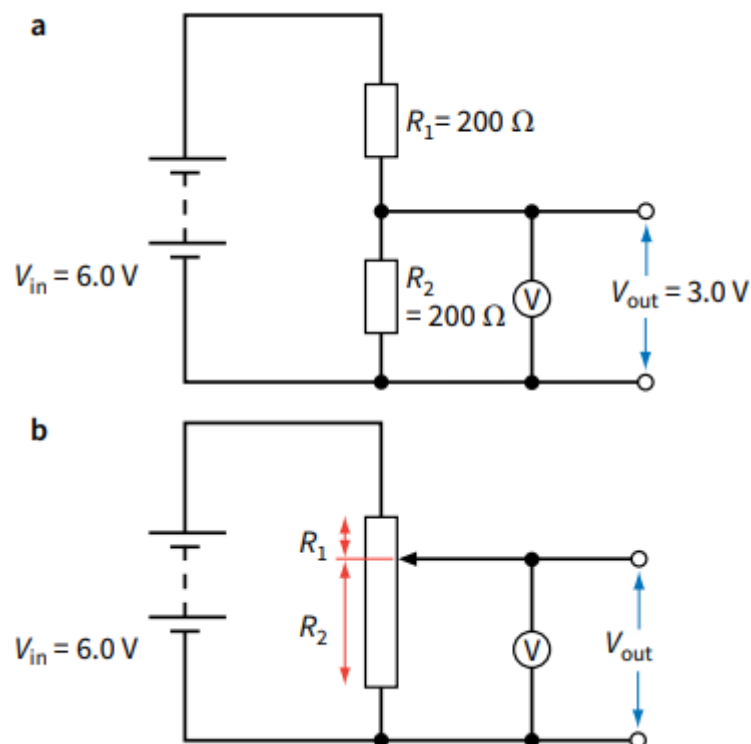 a
R1 = 200 Ω
R2
= 200 Ω
V
Vin = 6.0 V
Vout = 3.0 V
b
R1
R2
V
Vin = 6.0 V
Vout